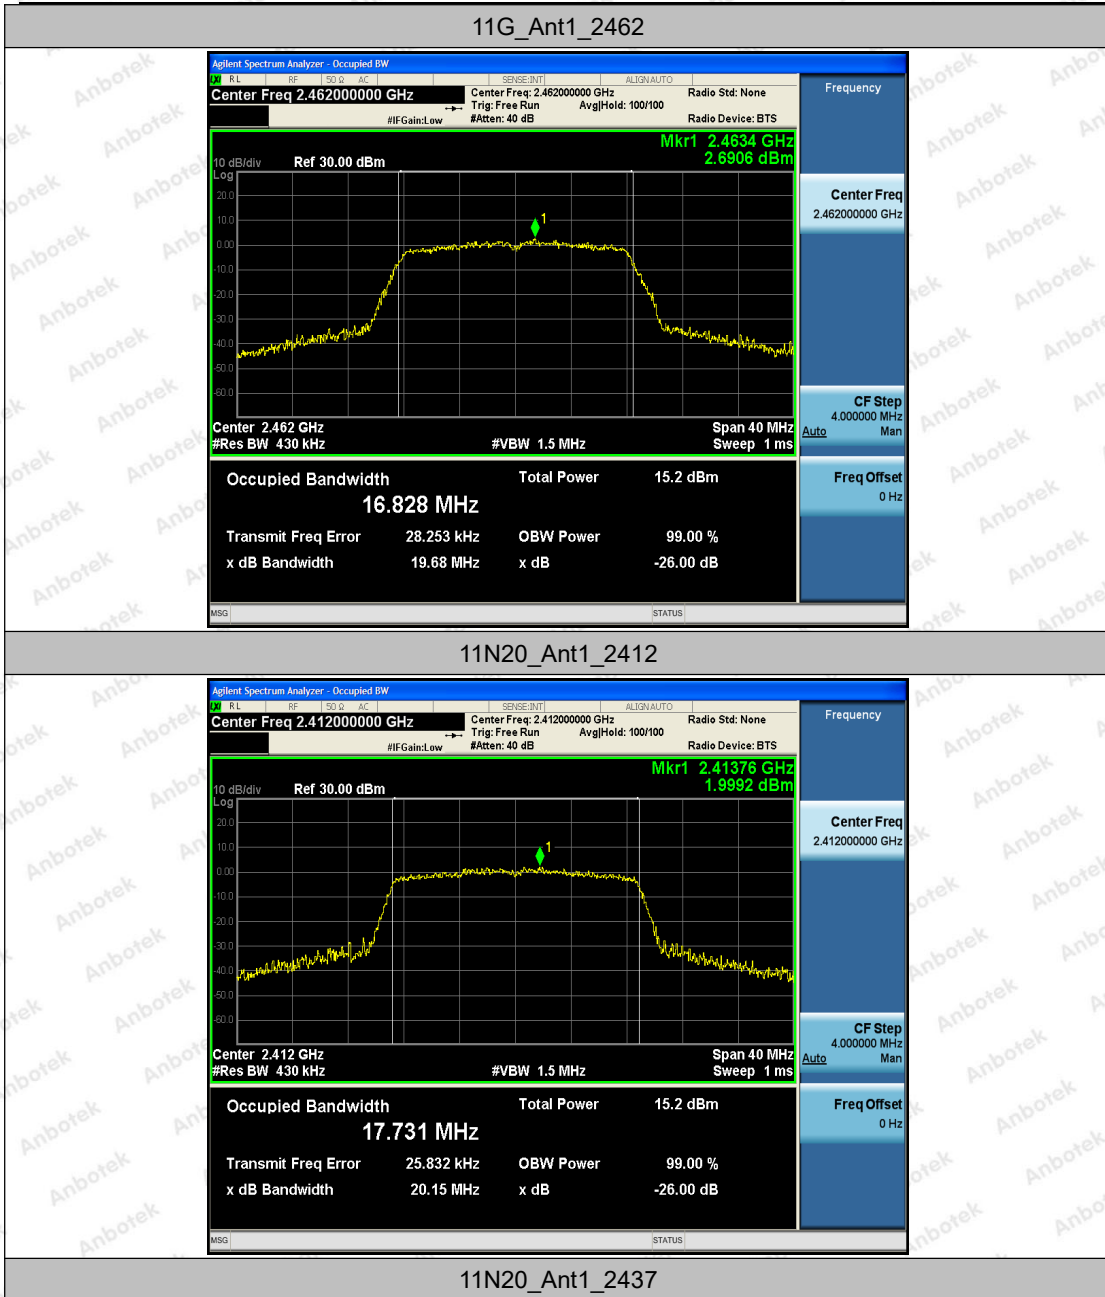 11G_Ant1_2462
Agilent Spectrum Analyzer - Occupied BW
LXI RL RF 50 Ω AC SENSE:INT ALIGNAUTO
Center Freq 2.462000000 GHz
Center Freq: 2.462000000 GHz Radio Std: None
Trig: Free Run Avg|Hold: 100/100
#IFGain:Low #Atten: 40 dB Radio Device: BTS
Frequency
Mkr1 2.4634 GHz
2.6906 dBm
10 dB/div Ref 30.00 dBm
Log
20.0
10.0
0.00
-10.0
-20.0
-30.0
-40.0
-50.0
-60.0
1
Center 2.462 GHz Span 40 MHz
#Res BW 430 kHz #VBW 1.5 MHz Sweep 1 ms
Center Freq
2.462000000 GHz
CF Step
4.000000 MHz
Auto Man
Freq Offset
0 Hz
Occupied Bandwidth Total Power 15.2 dBm
16.828 MHz
Transmit Freq Error 28.253 kHz OBW Power 99.00 %
x dB Bandwidth 19.68 MHz x dB -26.00 dB
MSG STATUS
11N20_Ant1_2412
Agilent Spectrum Analyzer - Occupied BW
LXI RL RF 50 Ω AC SENSE:INT ALIGNAUTO
Center Freq 2.412000000 GHz
Center Freq: 2.412000000 GHz Radio Std: None
Trig: Free Run Avg|Hold: 100/100
#IFGain:Low #Atten: 40 dB Radio Device: BTS
Frequency
Mkr1 2.41376 GHz
1.9992 dBm
10 dB/div Ref 30.00 dBm
Log
20.0
10.0
0.00
-10.0
-20.0
-30.0
-40.0
-50.0
-60.0
1
Center 2.412 GHz Span 40 MHz
#Res BW 430 kHz #VBW 1.5 MHz Sweep 1 ms
Center Freq
2.412000000 GHz
CF Step
4.000000 MHz
Auto Man
Freq Offset
0 Hz
Occupied Bandwidth Total Power 15.2 dBm
17.731 MHz
Transmit Freq Error 25.832 kHz OBW Power 99.00 %
x dB Bandwidth 20.15 MHz x dB -26.00 dB
MSG STATUS
11N20_Ant1_2437